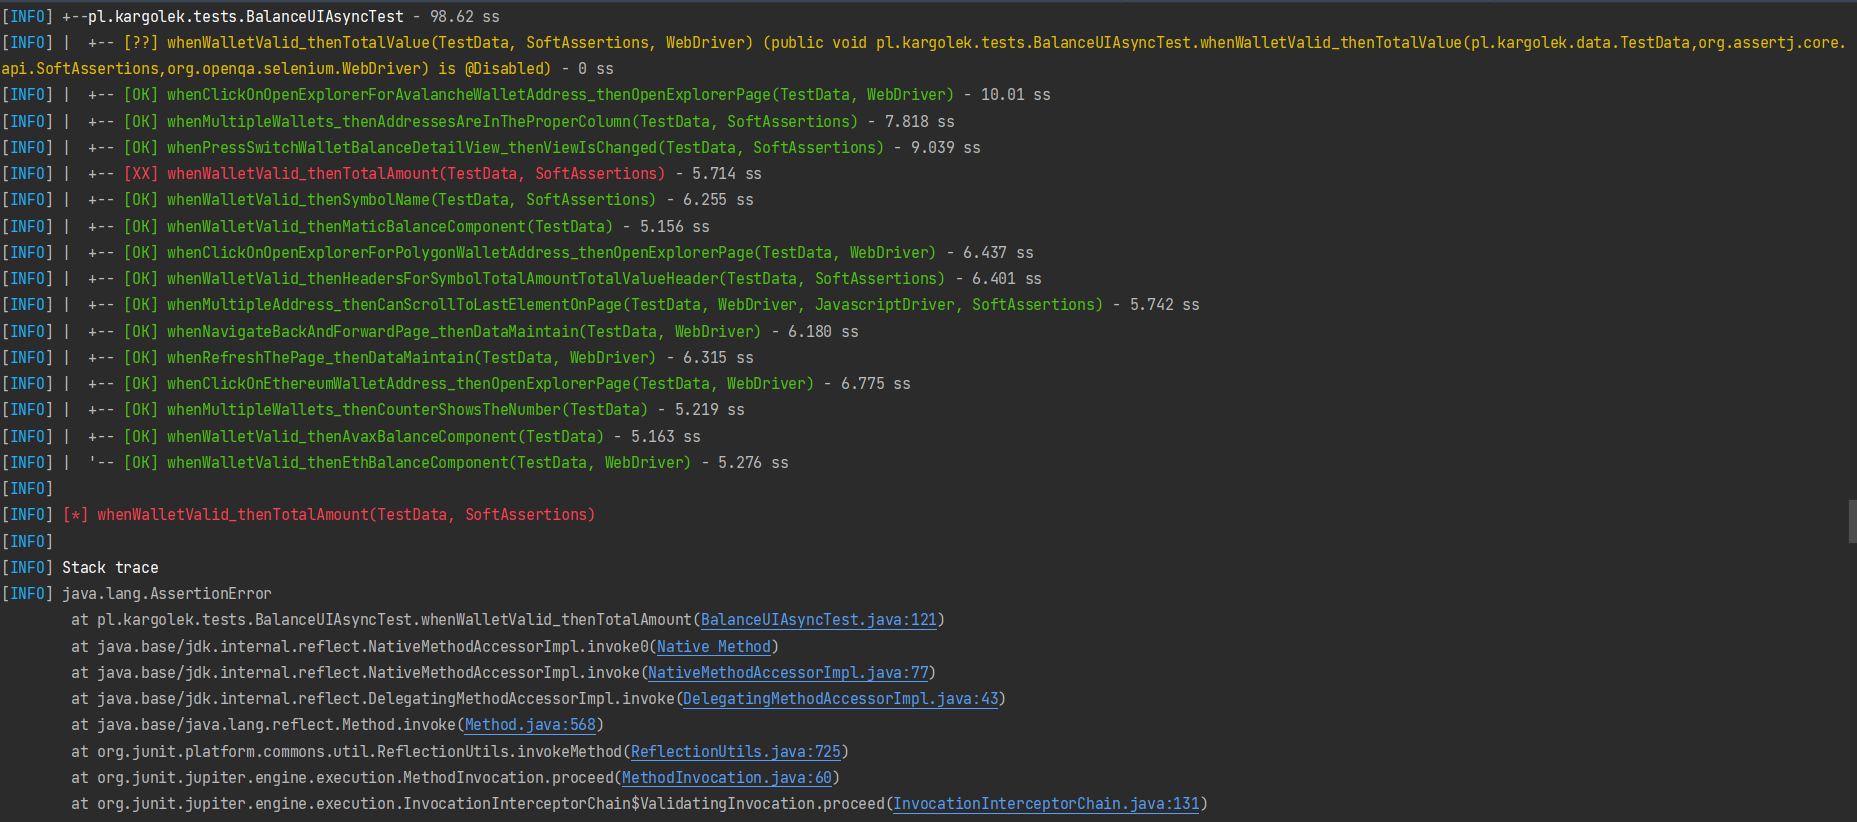 [INFO] +--pl.kargolek.tests.BalanceUIAsyncTest - 98.62 ss
[INFO] |  +-- [??] whenWalletValid_thenTotalValue(TestData, SoftAssertions, WebDriver) (public void pl.kargolek.tests.BalanceUIAsyncTest.whenWalletValid_thenTotalValue(pl.kargolek.data.TestData,org.assertj.core.
api.SoftAssertions,org.openqa.selenium.WebDriver) is @Disabled) - 0 ss
[INFO] |  +-- [OK] whenClickOnOpenExplorerForAvalancheWalletAddress_thenOpenExplorerPage(TestData, WebDriver) - 10.01 ss
[INFO] |  +-- [OK] whenMultipleWallets_thenAddressesAreInTheProperColumn(TestData, SoftAssertions) - 7.818 ss
[INFO] |  +-- [OK] whenPressSwitchWalletBalanceDetailView_thenViewIsChanged(TestData, SoftAssertions) - 9.039 ss
[INFO] |  +-- [XX] whenWalletValid_thenTotalAmount(TestData, SoftAssertions) - 5.714 ss
[INFO] |  +-- [OK] whenWalletValid_thenSymbolName(TestData, SoftAssertions) - 6.255 ss
[INFO] |  +-- [OK] whenWalletValid_thenMaticBalanceComponent(TestData) - 5.156 ss
[INFO] |  +-- [OK] whenClickOnOpenExplorerForPolygonWalletAddress_thenOpenExplorerPage(TestData, WebDriver) - 6.437 ss
[INFO] |  +-- [OK] whenWalletValid_thenHeadersForSymbolTotalAmountTotalValueHeader(TestData, SoftAssertions) - 6.401 ss
[INFO] |  +-- [OK] whenMultipleAddress_thenCanScrollToLastElementOnPage(TestData, WebDriver, JavascriptDriver, SoftAssertions) - 5.742 ss
[INFO] |  +-- [OK] whenNavigateBackAndForwardPage_thenDataMaintain(TestData, WebDriver) - 6.180 ss
[INFO] |  +-- [OK] whenRefreshThePage_thenDataMaintain(TestData, WebDriver) - 6.315 ss
[INFO] |  +-- [OK] whenClickOnEthereumWalletAddress_thenOpenExplorerPage(TestData, WebDriver) - 6.775 ss
[INFO] |  +-- [OK] whenMultipleWallets_thenCounterShowsTheNumber(TestData) - 5.219 ss
[INFO] |  +-- [OK] whenWalletValid_thenAvaxBalanceComponent(TestData) - 5.163 ss
[INFO] |  '-- [OK] whenWalletValid_thenEthBalanceComponent(TestData, WebDriver) - 5.276 ss
[INFO]
[INFO] [*] whenWalletValid_thenTotalAmount(TestData, SoftAssertions)
[INFO]
[INFO] Stack trace
[INFO] java.lang.AssertionError
at pl.kargolek.tests.BalanceUIAsyncTest.whenWalletValid_thenTotalAmount(BalanceUIAsyncTest.java:121)
at java.base/jdk.internal.reflect.NativeMethodAccessorImpl.invoke0(Native Method)
at java.base/jdk.internal.reflect.NativeMethodAccessorImpl.invoke(NativeMethodAccessorImpl.java:77)
at java.base/jdk.internal.reflect.DelegatingMethodAccessorImpl.invoke(DelegatingMethodAccessorImpl.java:43)
at java.base/java.lang.reflect.Method.invoke(Method.java:568)
at org.junit.platform.commons.util.ReflectionUtils.invokeMethod(ReflectionUtils.java:725)
at org.junit.jupiter.engine.execution.MethodInvocation.proceed(MethodInvocation.java:60)
at org.junit.jupiter.engine.execution.InvocationInterceptorChain$ValidatingInvocation.proceed(InvocationInterceptorChain.java:131)